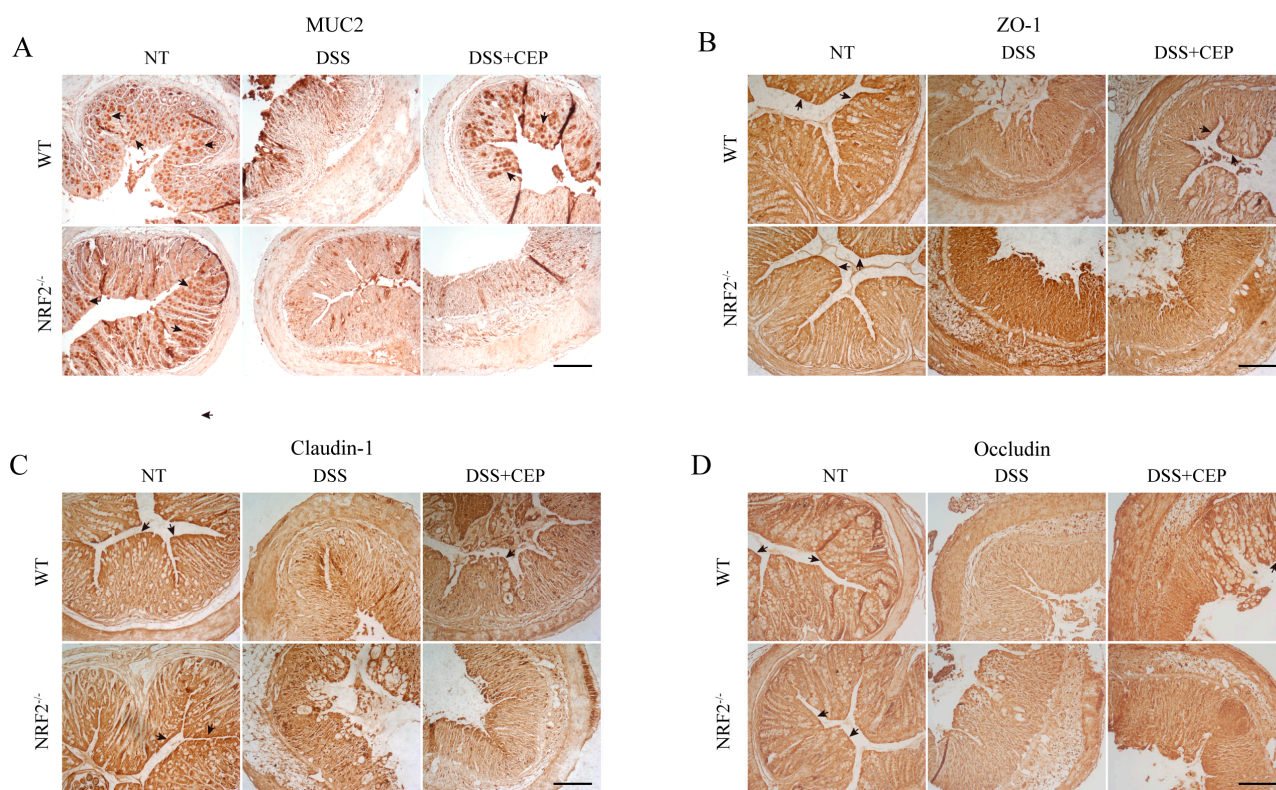 A
MUC2
NT DSS DSS+CEP
WT
NRF2-/-
B
ZO-1
NT DSS DSS+CEP
WT
NRF2-/-
C
Claudin-1
NT DSS DSS+CEP
WT
NRF2-/-
D
Occludin
NT DSS DSS+CEP
WT
NRF2-/-